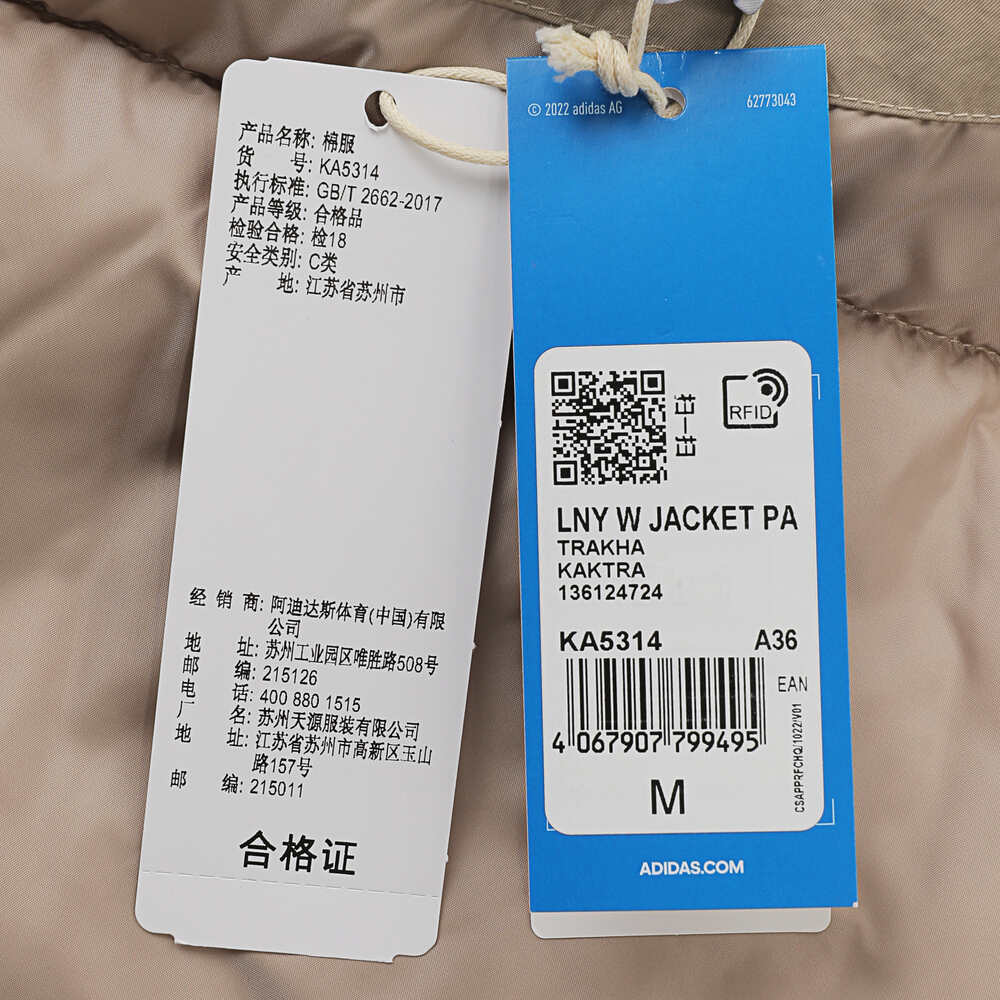 产品名称: 棉服
货 号: KA5314
执行标准: GB/T 2662-2017
产品等级: 合格品
检验合格: 检18
安全类别: C类
产 地: 江苏省苏州市
经 销 商: 阿迪达斯体育(中国)有限
公司
地 址: 苏州工业园区唯胜路508号
邮 编: 215126
电 话: 400 880 1515
厂 名: 苏州天源服装有限公司
地 址: 江苏省苏州市高新区玉山
路157号
邮 编: 215011
合格证
© 2022 adidas AG
62773043
扫一扫
RFID
LNY W JACKET PA
TRAKHA
KAKTRA
136124724
KA5314 A36
EAN
4 067907 799495
CSAPPRFCHQ/1022/V01
M
ADIDAS.COM